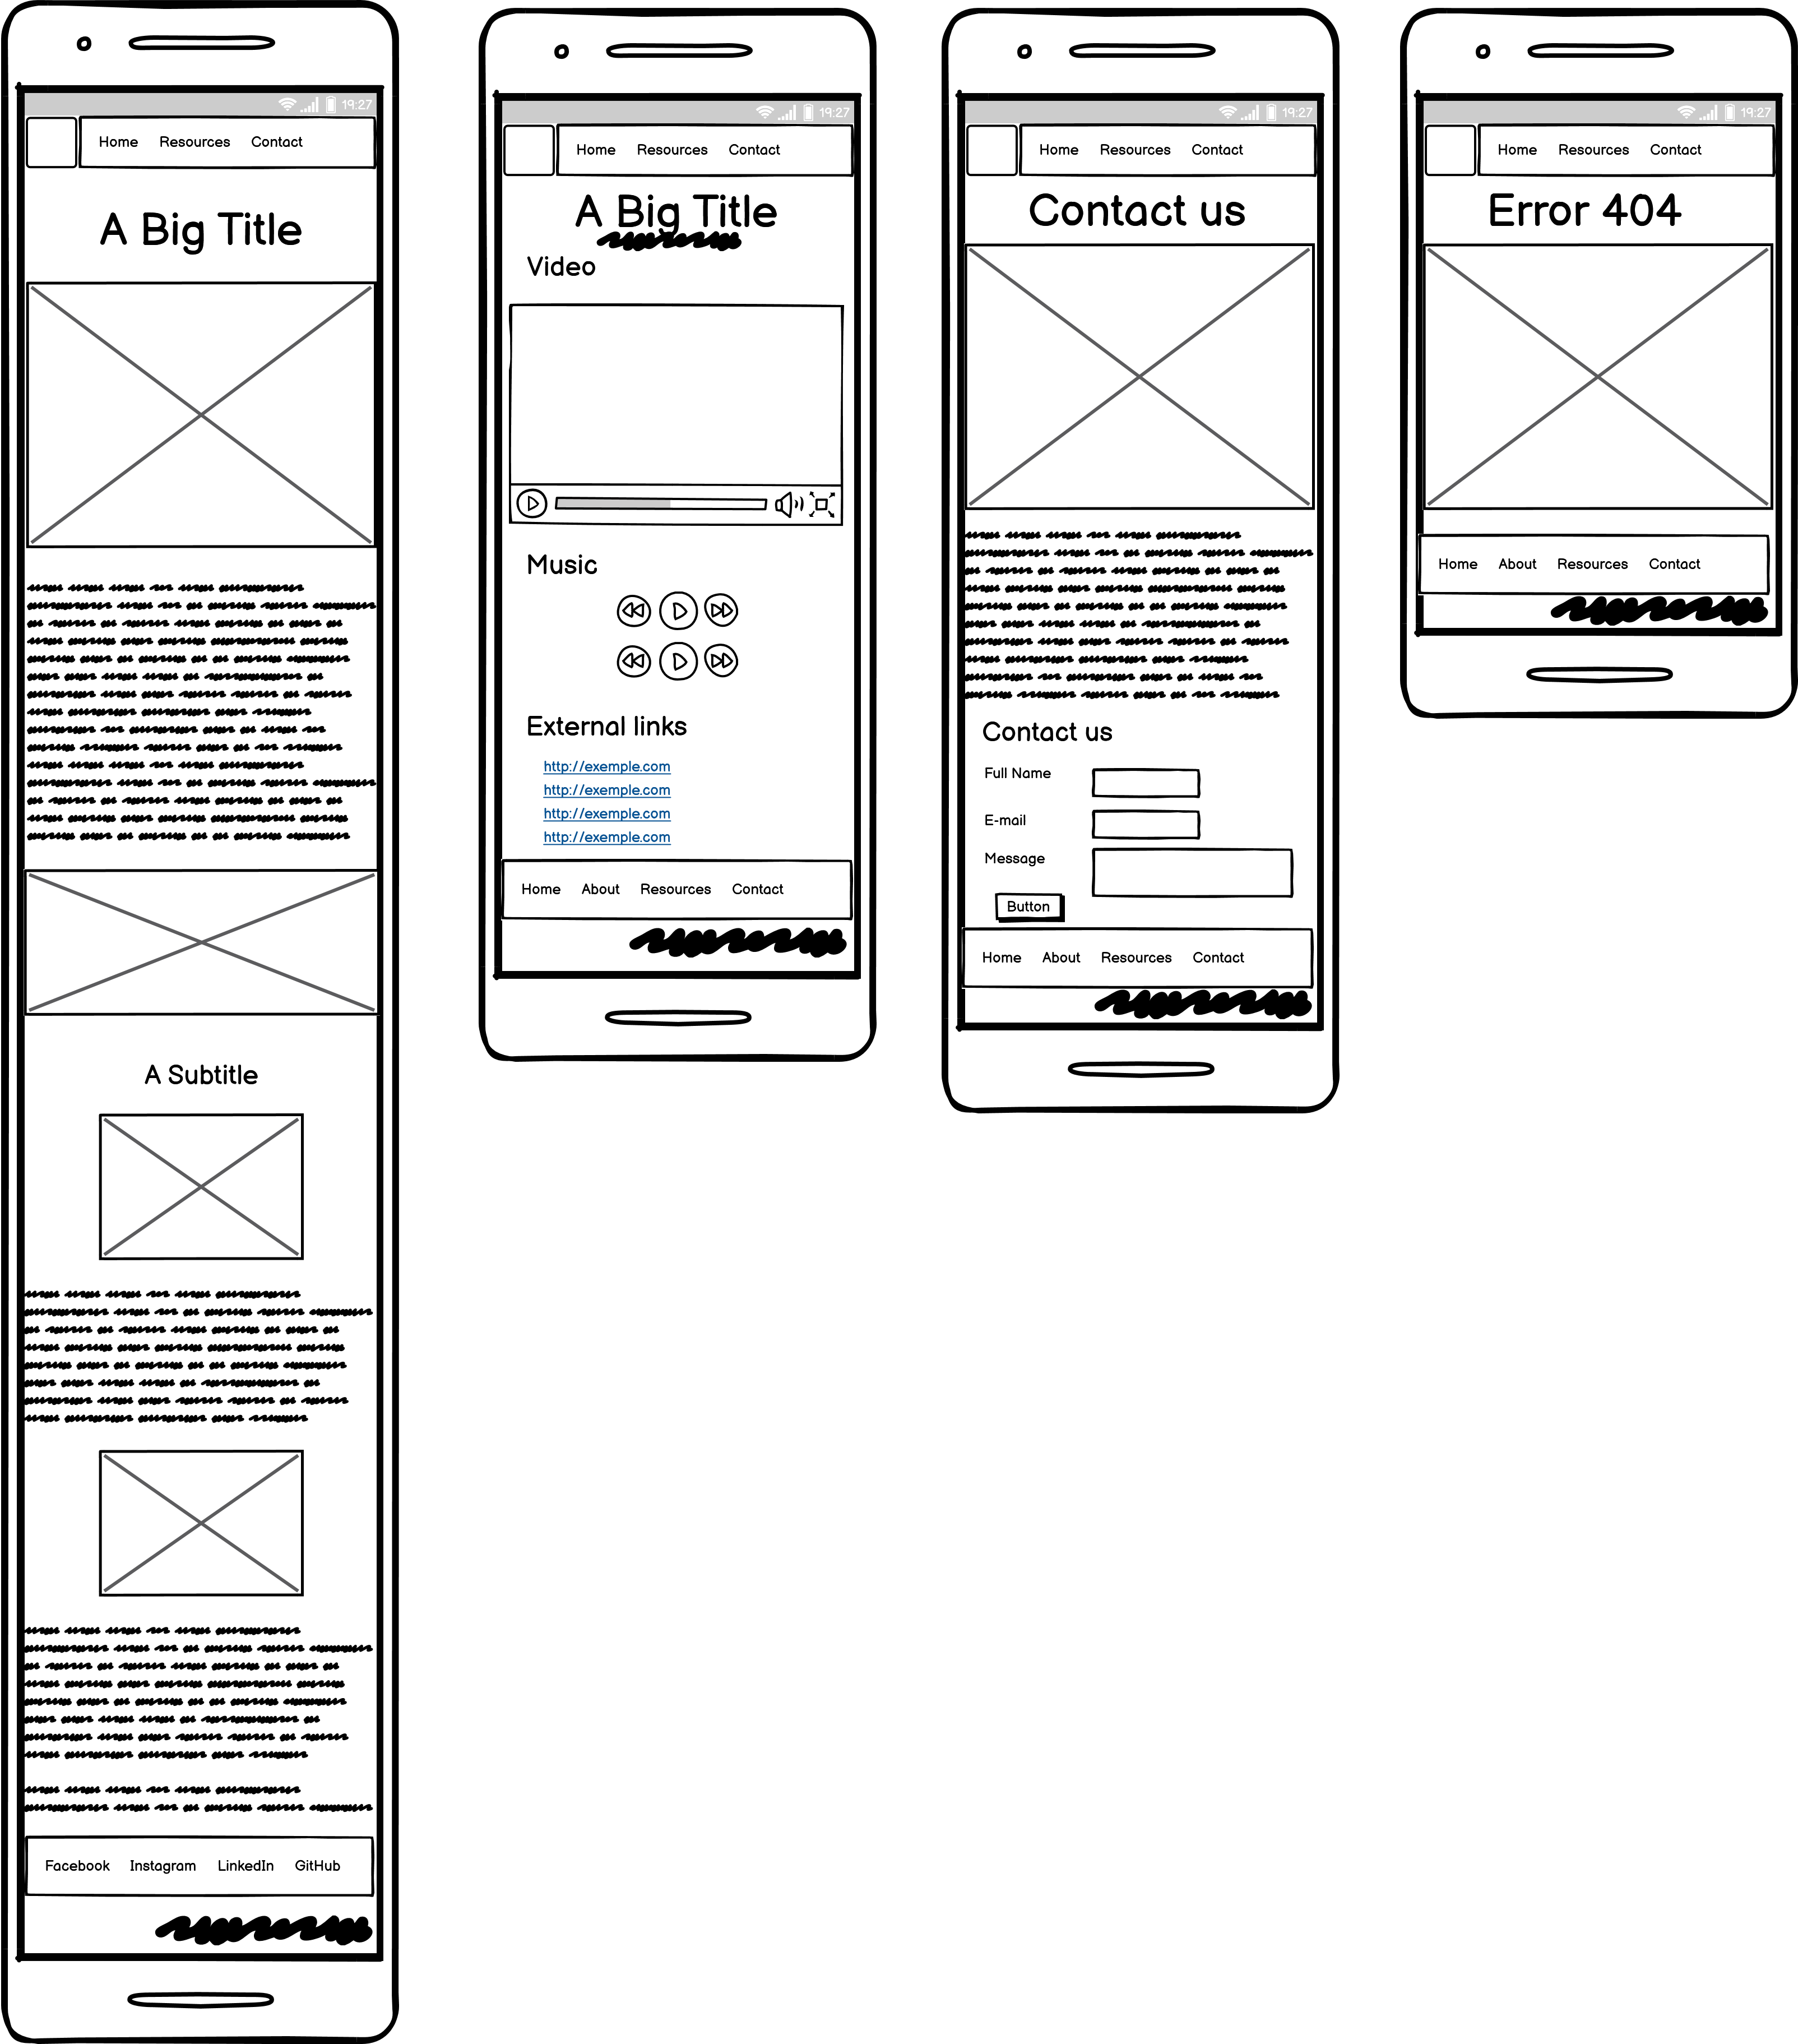 19:27
Home Resources Contact
A Big Title
A Subtitle
Facebook Instagram LinkedIn GitHub
19:27
Home Resources Contact
A Big Title
Video
Music
External links
http://exemple.com
http://exemple.com
http://exemple.com
http://exemple.com
Home About Resources Contact
19:27
Home Resources Contact
Contact us
Contact us
Full Name
E-mail
Message
Button
Home About Resources Contact
19:27
Home Resources Contact
Error 404
Home About Resources Contact